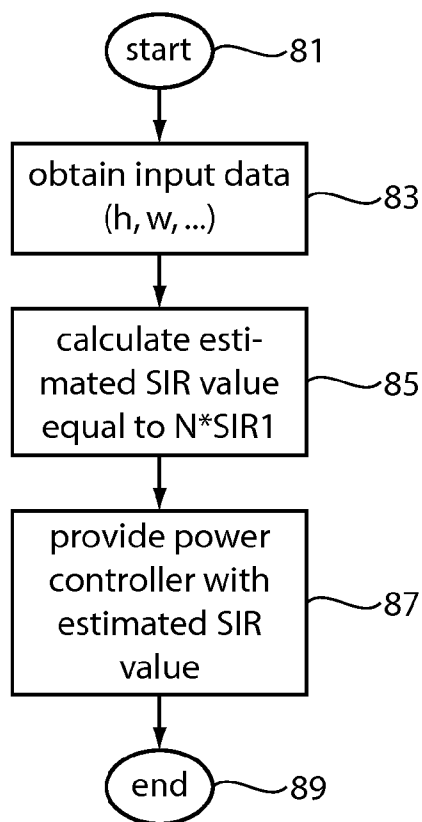 start
81
obtain input data
(h, w, ...)
83
calculate esti-
mated SIR value
equal to N*SIR1
85
provide power
controller with
estimated SIR
value
87
end
89